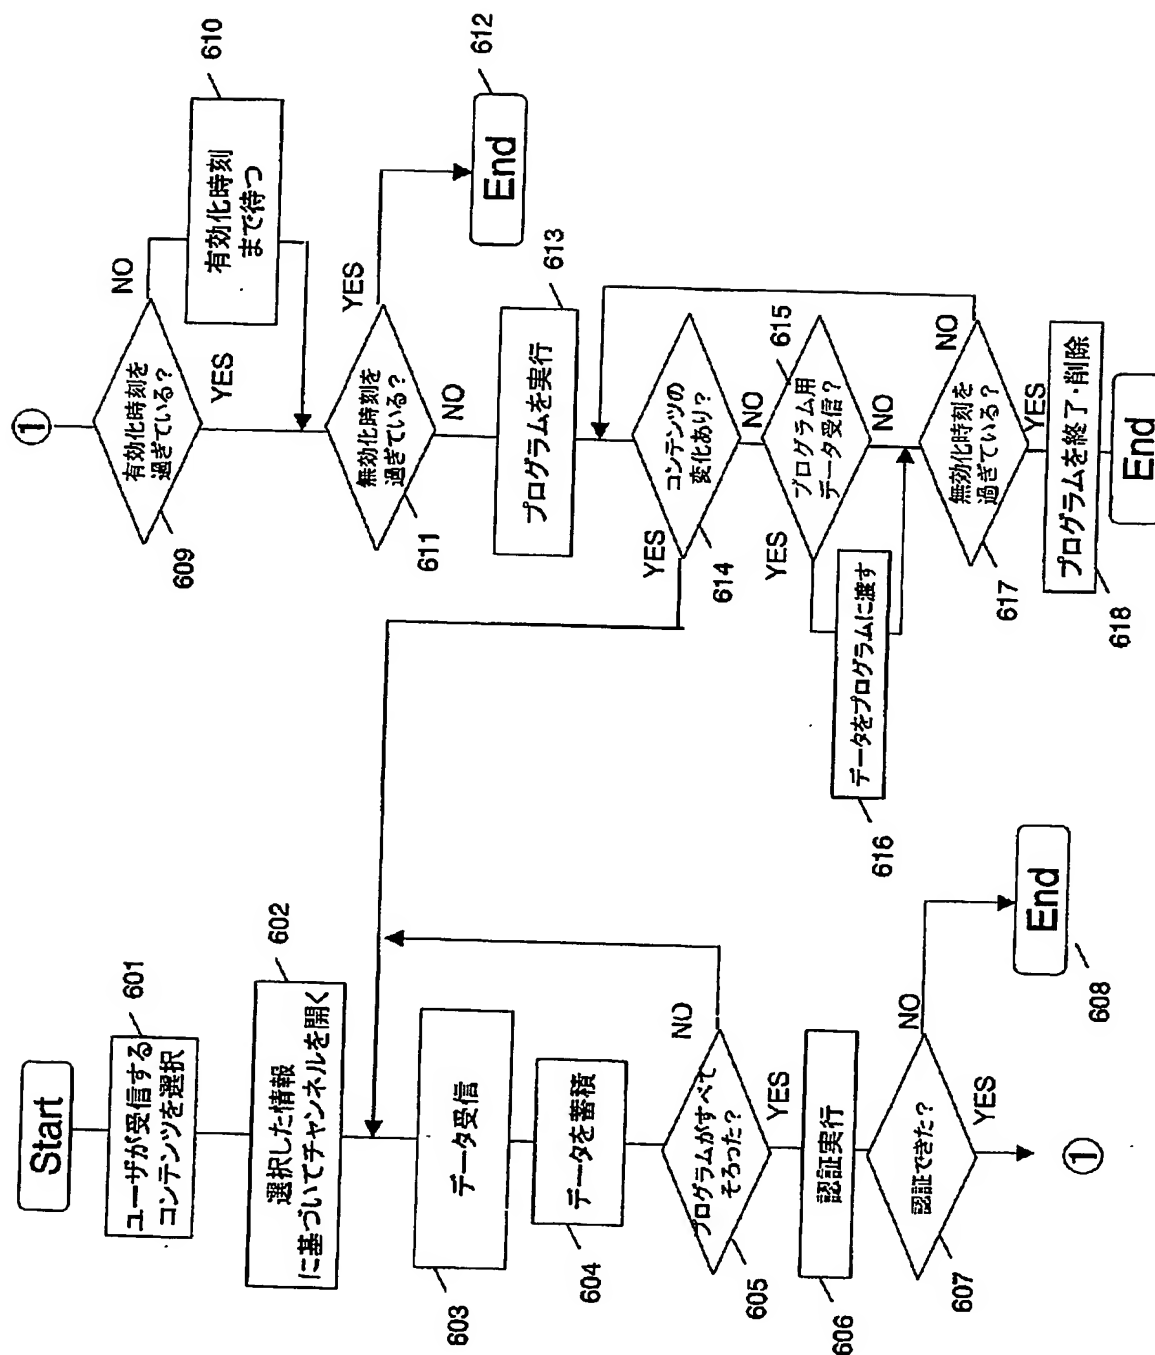 Start
ユーザが受信する
コンテンツを選択
601
選択した情報
に基づいてチャンネルを開く
602
データ受信
603
データを蓄積
604
プログラムがすべて
そろった?
605
NO
YES
認証実行
606
認証できた?
607
NO
YES
End
608
①
①
有効化時刻を
過ぎている?
609
NO
YES
有効化時刻
まで待つ
610
無効化時刻を
過ぎている?
611
YES
NO
End
612
プログラムを実行
613
コンテンツの
変化あり?
614
YES
NO
プログラム用
データ受信?
615
YES
NO
データをプログラムに渡す
616
無効化時刻を
過ぎている?
617
NO
YES
プログラムを終了・削除
618
End